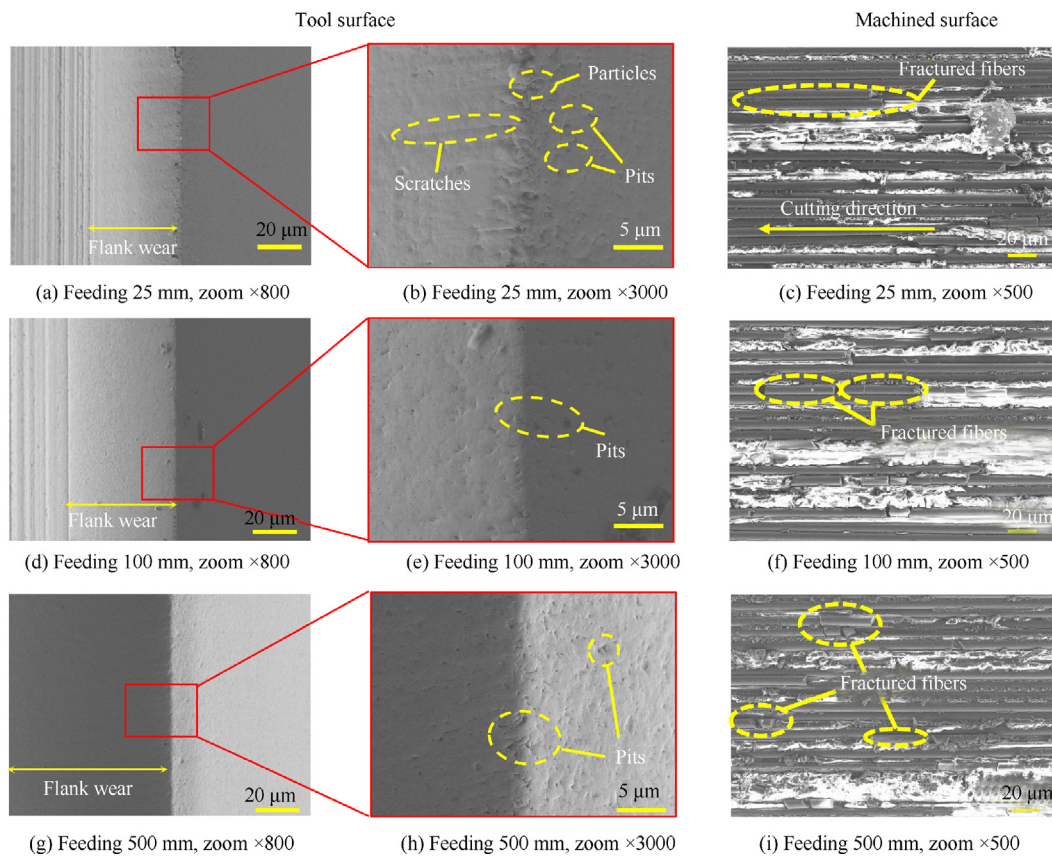 Tool surface
Machined surface
Particles
Scratches
Pits
Flank wear
20 μm
5 μm
Fractured fibers
Cutting direction
20 μm
(a) Feeding 25 mm, zoom ×800
(b) Feeding 25 mm, zoom ×3000
(c) Feeding 25 mm, zoom ×500
Flank wear
20 μm
Pits
5 μm
Fractured fibers
20 μm
(d) Feeding 100 mm, zoom ×800
(e) Feeding 100 mm, zoom ×3000
(f) Feeding 100 mm, zoom ×500
Flank wear
20 μm
Pits
5 μm
Fractured fibers
20 μm
(g) Feeding 500 mm, zoom ×800
(h) Feeding 500 mm, zoom ×3000
(i) Feeding 500 mm, zoom ×500